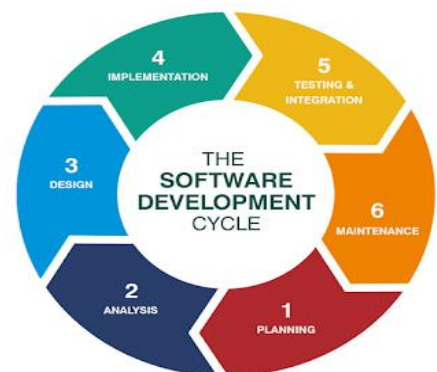 THE
SOFTWARE
DEVELOPMENT
CYCLE
1
PLANNING
2
ANALYSIS
3
DESIGN
4
IMPLEMENTATION
5
TESTING &
INTEGRATION
6
MAINTENANCE